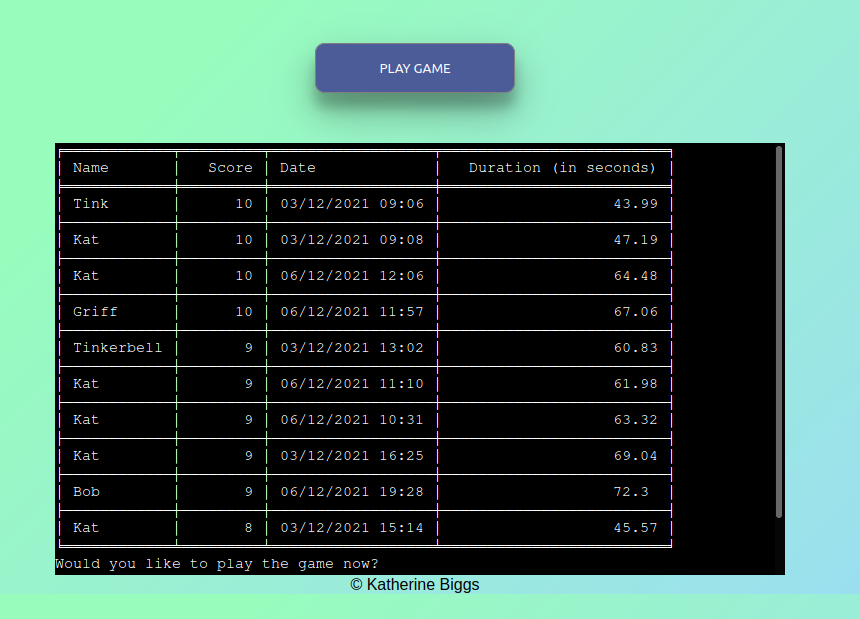 PLAY GAME
Name Score Date Duration (in seconds)
Tink 10 03/12/2021 09:06 43.99
Kat 10 03/12/2021 09:08 47.19
Kat 10 06/12/2021 12:06 64.48
Griff 10 06/12/2021 11:57 67.06
Tinkerbell 9 03/12/2021 13:02 60.83
Kat 9 06/12/2021 11:10 61.98
Kat 9 06/12/2021 10:31 63.32
Kat 9 03/12/2021 16:25 69.04
Bob 9 06/12/2021 19:28 72.3
Kat 8 03/12/2021 15:14 45.57
Would you like to play the game now?
© Katherine Biggs